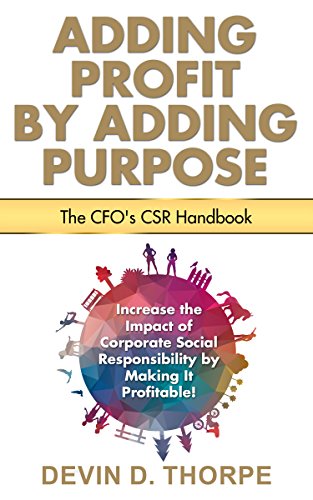 ADDING
PROFIT
BY ADDING
PURPOSE
The CFO's CSR Handbook
Increase the
Impact of
Corporate Social
Responsibility by
Making It
Profitable!
DEVIN D. THORPE